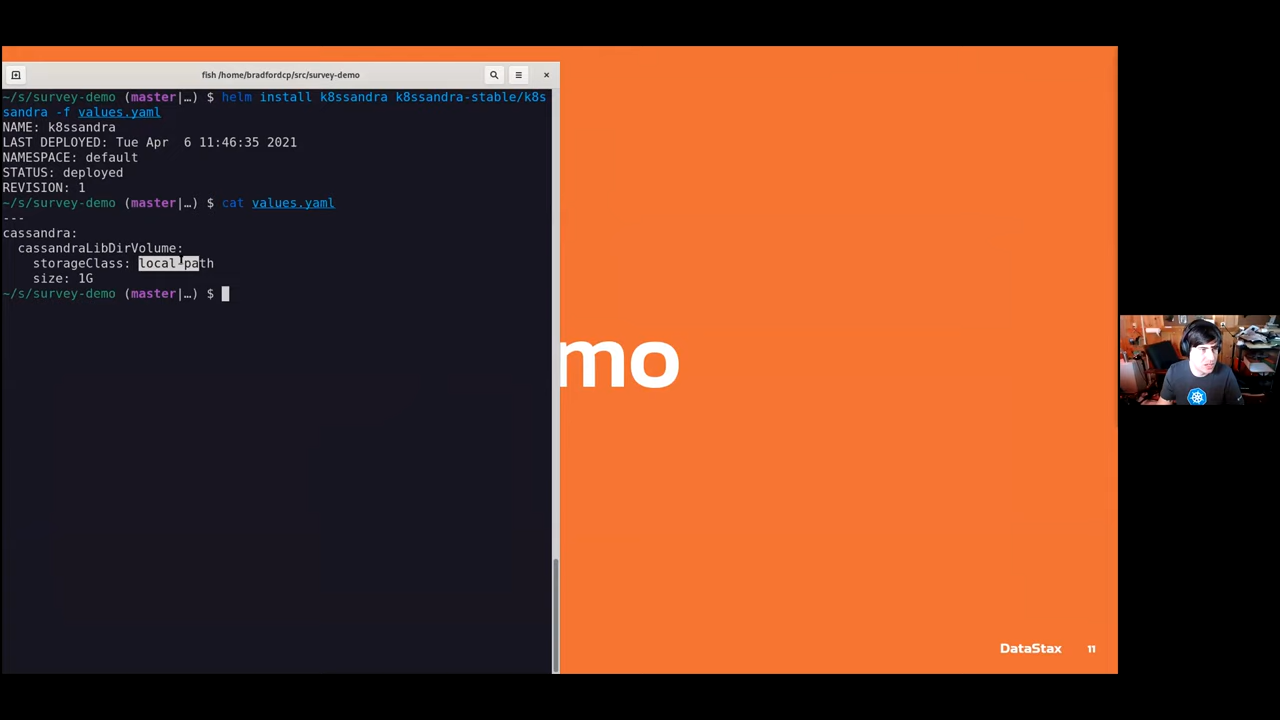 fish /home/bradfordcp/src/survey-demo
~/s/survey-demo (master|…) $ helm install k8ssandra k8ssandra-stable/k8s
sandra -f values.yaml
NAME: k8ssandra
LAST DEPLOYED: Tue Apr  6 11:46:35 2021
NAMESPACE: default
STATUS: deployed
REVISION: 1
~/s/survey-demo (master|…) $ cat values.yaml
---
cassandra:
  cassandraLibDirVolume:
    storageClass: local-path
    size: 1G
~/s/survey-demo (master|…) $
mo
DataStax 11